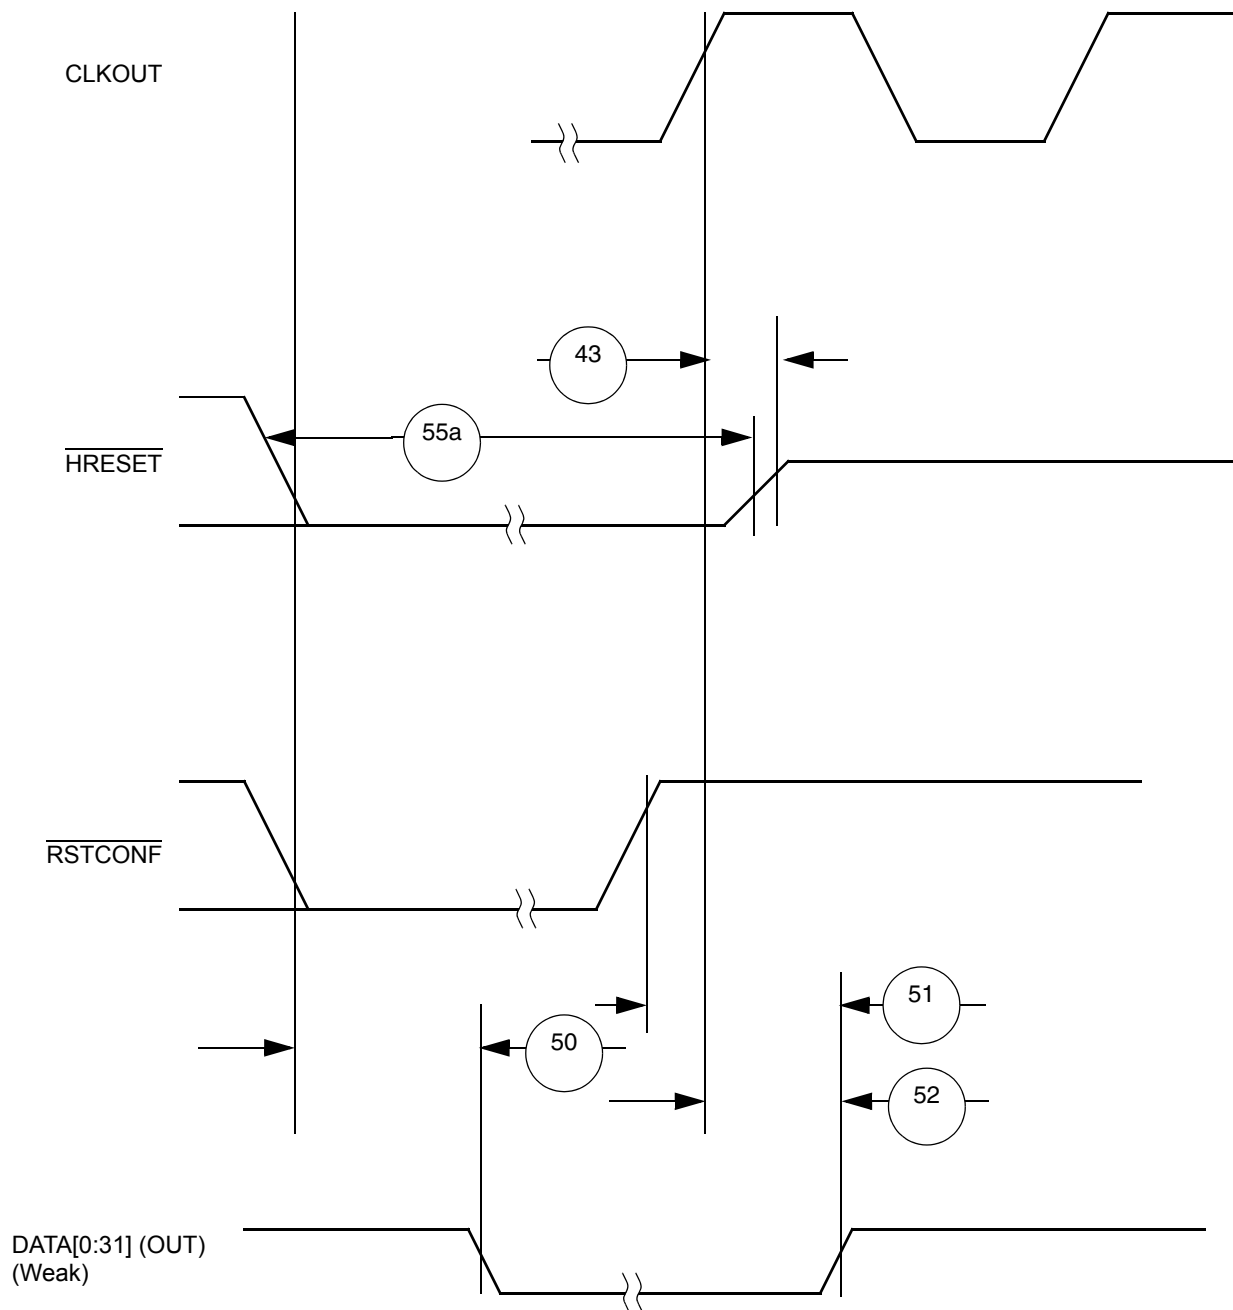 CLKOUT
43
55a
HRESET
RSTCONF
51
50
52
DATA[0:31] (OUT)
(Weak)